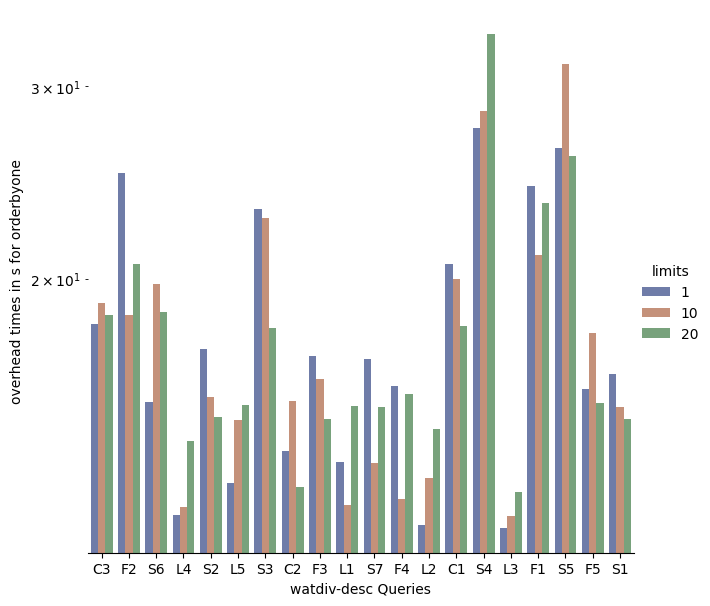 overhead times in s for orderbyone
3 × 10¹
2 × 10¹
C3 F2 S6 L4 S2 L5 S3 C2 F3 L1 S7 F4 L2 C1 S4 L3 F1 S5 F5 S1
watdiv-desc Queries
limits
1
10
20